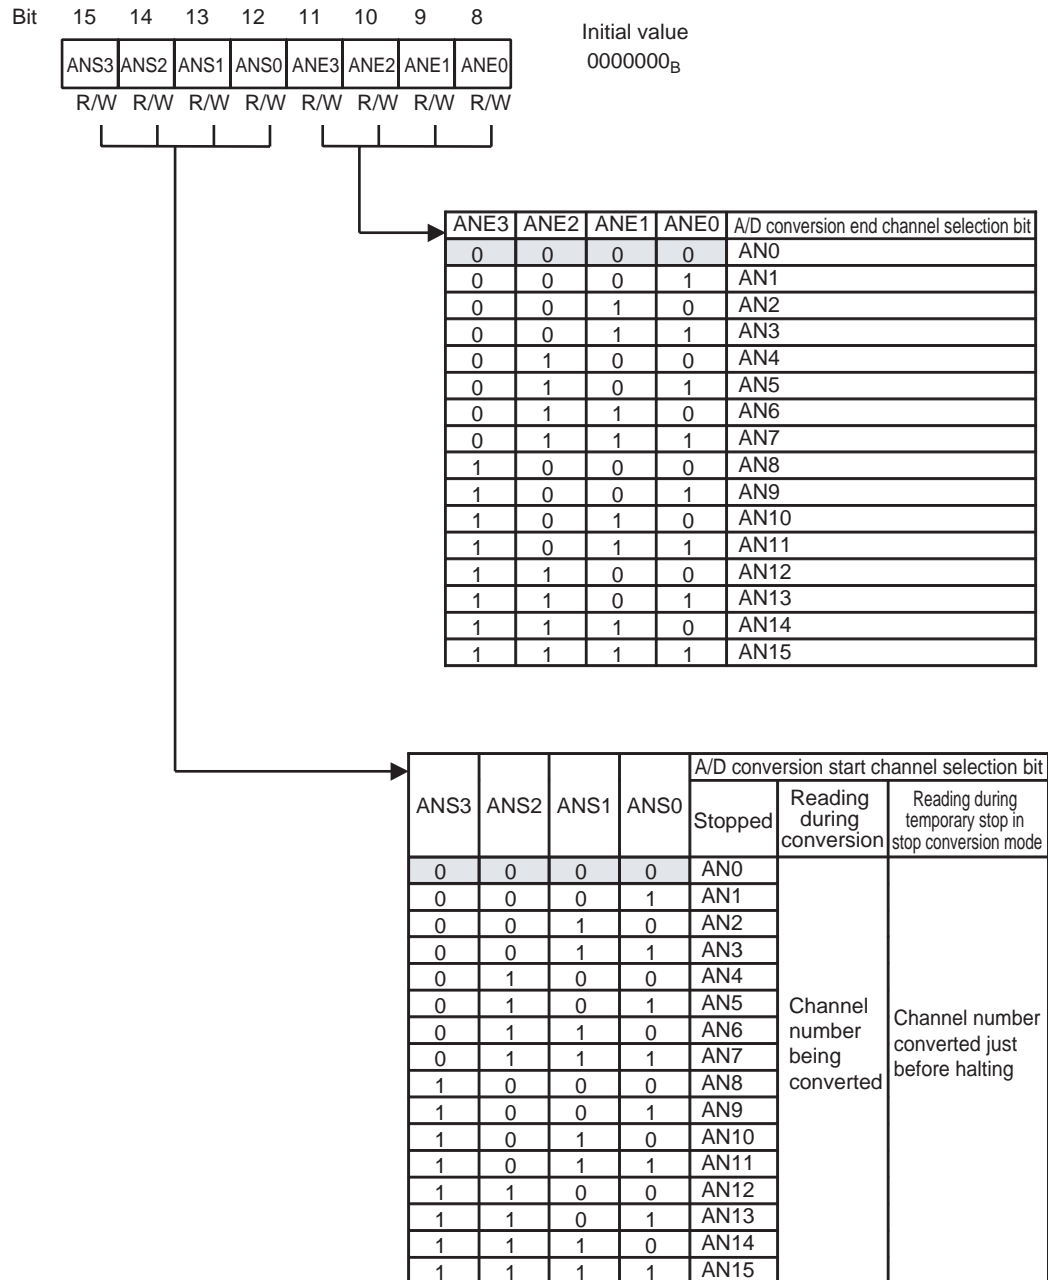 Bit 15 14 13 12 11 10 9 8
Initial value
0000000B
ANS3 ANS2 ANS1 ANS0 ANE3 ANE2 ANE1 ANE0
R/W R/W R/W R/W R/W R/W R/W R/W
ANE3 ANE2 ANE1 ANE0 A/D conversion end channel selection bit
0 0 0 0 AN0
0 0 0 1 AN1
0 0 1 0 AN2
0 0 1 1 AN3
0 1 0 0 AN4
0 1 0 1 AN5
0 1 1 0 AN6
0 1 1 1 AN7
1 0 0 0 AN8
1 0 0 1 AN9
1 0 1 0 AN10
1 0 1 1 AN11
1 1 0 0 AN12
1 1 0 1 AN13
1 1 1 0 AN14
1 1 1 1 AN15
A/D conversion start channel selection bit
ANS3 ANS2 ANS1 ANS0
Stopped
Reading
during
conversion
Reading during
temporary stop in
stop conversion mode
0 0 0 0 AN0
0 0 0 1 AN1
0 0 1 0 AN2
0 0 1 1 AN3
0 1 0 0 AN4
0 1 0 1 AN5
0 1 1 0 AN6
0 1 1 1 AN7
1 0 0 0 AN8
1 0 0 1 AN9
1 0 1 0 AN10
1 0 1 1 AN11
1 1 0 0 AN12
1 1 0 1 AN13
1 1 1 0 AN14
1 1 1 1 AN15
Channel
number
being
converted
Channel number
converted just
before halting